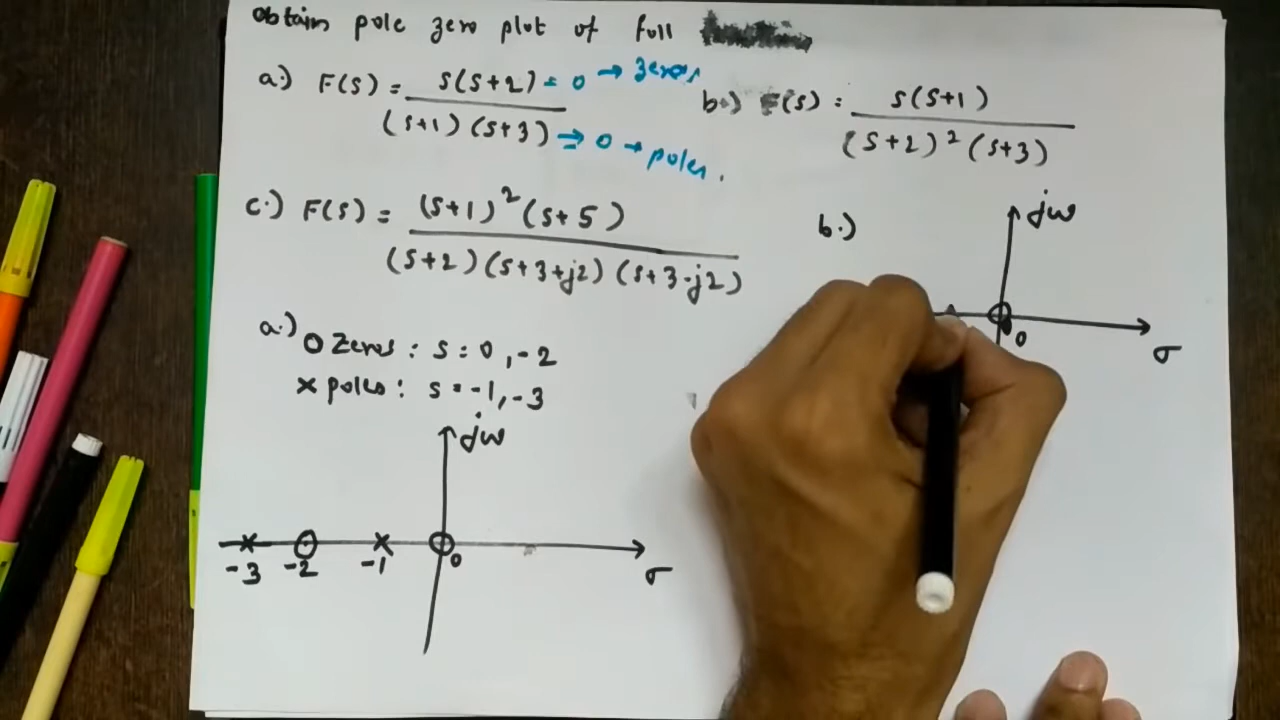 obtain pole zero plot of full
a.) F(s) = s(s+2) = 0 → zeros
(s+1) (s+3) ⇒ 0 → poles.
b.) F(s) : s(s+1)
(s+2)² (s+3)
c.) F(s) = (s+1)² (s+5)
(s+2) (s+3+j2) (s+3-j2)
a.) O Zeros : s = 0, -2
× poles : s = -1, -3
jω
-3 -2 -1 0 σ
b.) jω
0 σ